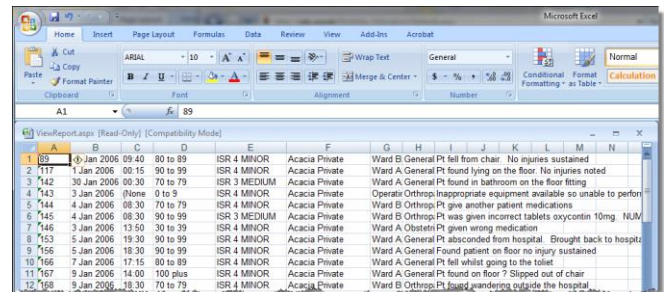 Microsoft Excel
Home Insert Page Layout Formulas Data Review View Add-Ins Acrobat
Cut ARIAL 10 A A Wrap Text General Normal
Copy
Paste Format Painter B I U A Merge & Center $ % , Conditional Format Calculation
Formatting as Table
Clipboard Font Alignment Number
A1 fx 89
ViewReport.aspx [Read-Only] [Compatibility Mode]
A B C D E F G H I J K L M N
1 89 Jan 2006 09:40 80 to 89 ISR 4 MINOR Acacia Private Ward B General Pt fell from chair. No injuries sustained
2 117 1 Jan 2006 00:15 90 to 99 ISR 4 MINOR Acacia Private Ward A General Pt found lying on the floor. No injuries noted
3 142 30 Jan 2006 00:30 70 to 79 ISR 3 MEDIUM Acacia Private Ward A General Pt found in bathroom on the floor fitting
4 143 3 Jan 2006 (None 0 to 9 ISR 4 MINOR Acacia Private Operati Orthop Inappropriate equipment available so unable to perfon
5 144 4 Jan 2006 08:30 70 to 79 ISR 4 MINOR Acacia Private Ward B Orthop Pt give another patient medications
6 145 4 Jan 2006 08:30 90 to 99 ISR 3 MEDIUM Acacia Private Ward B Orthop Pt was given incorrect tablets oxycontin 10mg. NUM
7 146 3 Jan 2006 13:50 30 to 39 ISR 4 MINOR Acacia Private Ward A Obstetri Pt given wrong medication
8 153 5 Jan 2006 19:30 90 to 99 ISR 4 MINOR Acacia Private Ward A General Pt absconded from hospital. Brought back to hospita
9 156 5 Jan 2006 18:30 90 to 99 ISR 4 MINOR Acacia Private Ward A General Found patient on floor no injury sustained
10 166 7 Jan 2006 17:15 80 to 89 ISR 4 MINOR Acacia Private Ward A General Pt fell whilst going to the toliet
11 167 9 Jan 2006 14:00 100 plus ISR 4 MINOR Acacia Private Ward A General Pt found on floor ? Slipped out of chair
12 168 9 Jan 2006 18:30 70 to 79 ISR 4 MINOR Acacia Private Ward B Orthop Pt found wandering outside the hospital